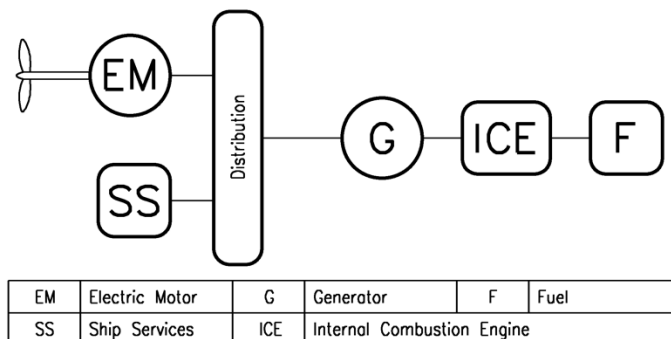 EM
Distribution
G
ICE
F
SS
EM Electric Motor G Generator F Fuel
SS Ship Services ICE Internal Combustion Engine